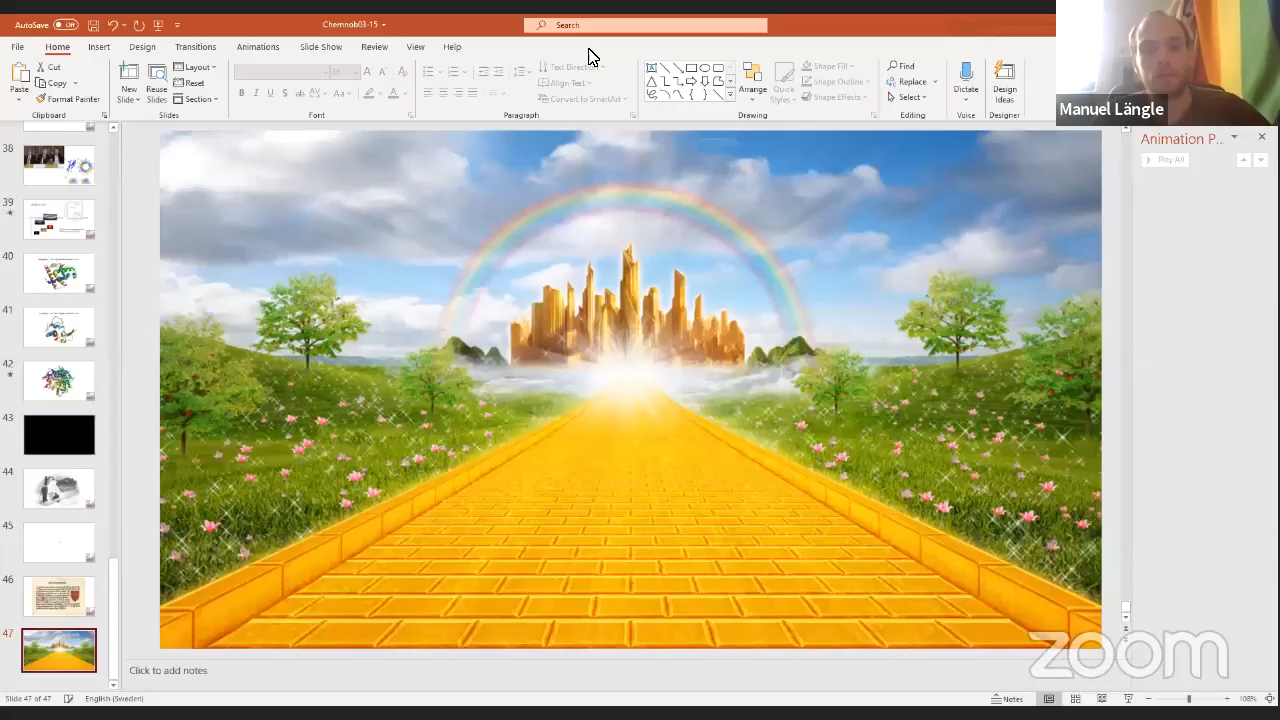 AutoSave Off Chemnob03-15 Search
File Home Insert Design Transitions Animations Slide Show Review View Help
Paste Cut Copy Format Painter
Clipboard
New Slides Reuse Slides Layout Reset Section
Slides
Font
Text Direct Align Text Convert to SmartArt
Paragraph
Arrange Quick Styles Shape Fill Shape Outline Shape Effects
Drawing
Find Replace Select
Editing
Dictate
Voice
Design Ideas
Designer
Manuel Längle
Animation P...
Play All
38
39
40
41
42
43
44
45
46
47
Click to add notes
zoom
Slide 47 of 47 English (Sweden) Notes 108%